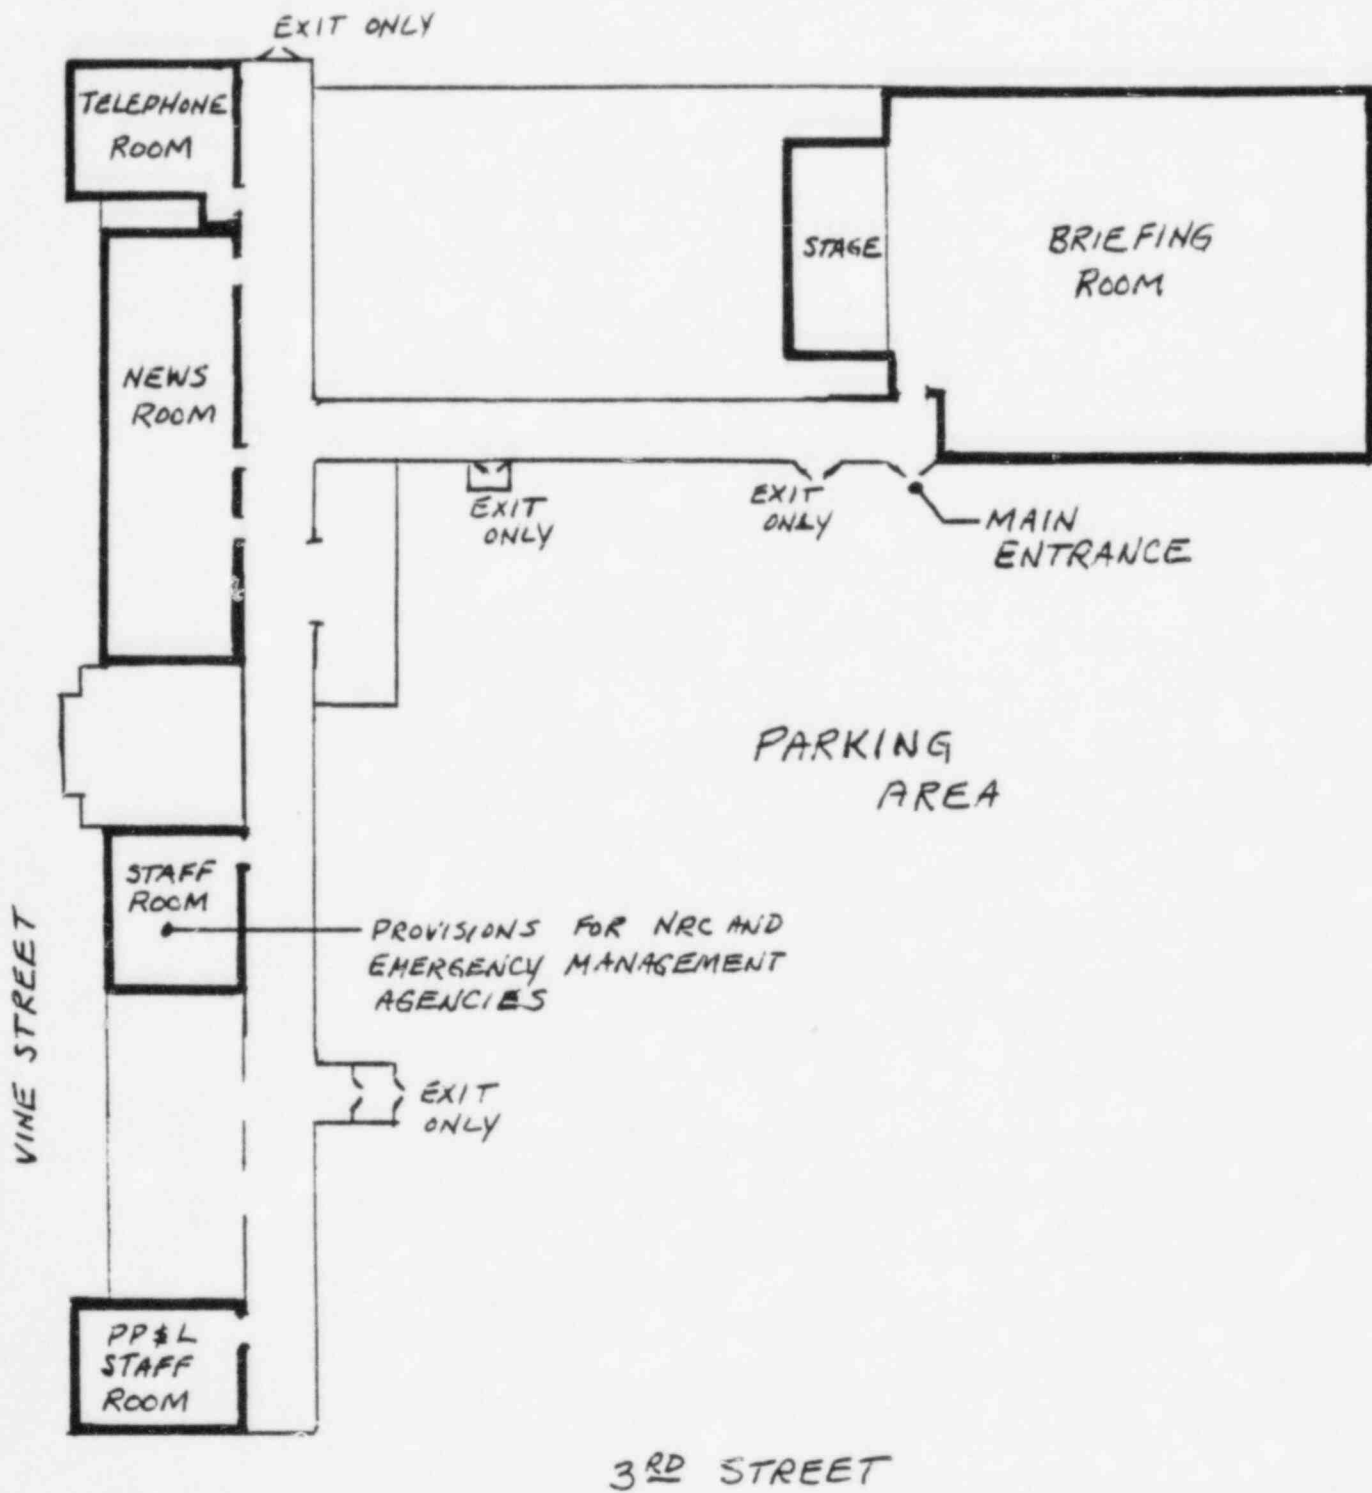 EXIT ONLY
TELEPHONE
ROOM
STAGE
BRIEFING
ROOM
NEWS
ROOM
EXIT
ONLY
EXIT
ONLY
MAIN
ENTRANCE
PARKING
AREA
STAFF
ROOM
PROVISIONS FOR NRC AND
EMERGENCY MANAGEMENT
AGENCIES
VINE STREET
EXIT
ONLY
PP&L
STAFF
ROOM
3RD STREET